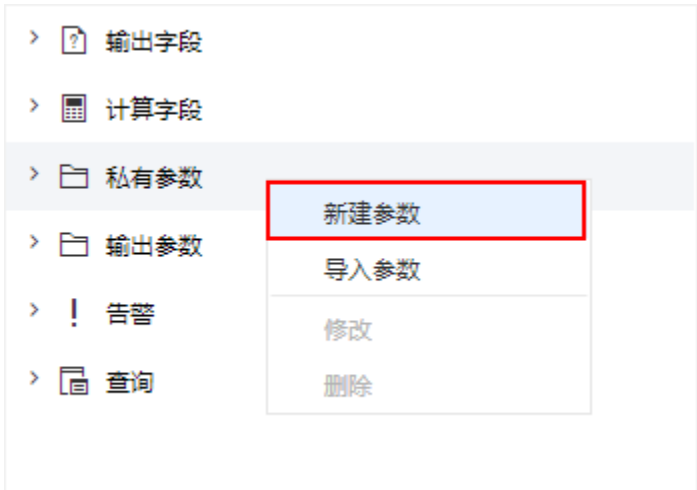 输出字段
计算字段
私有参数
新建参数
输出参数
导入参数
告警
修改
查询
删除